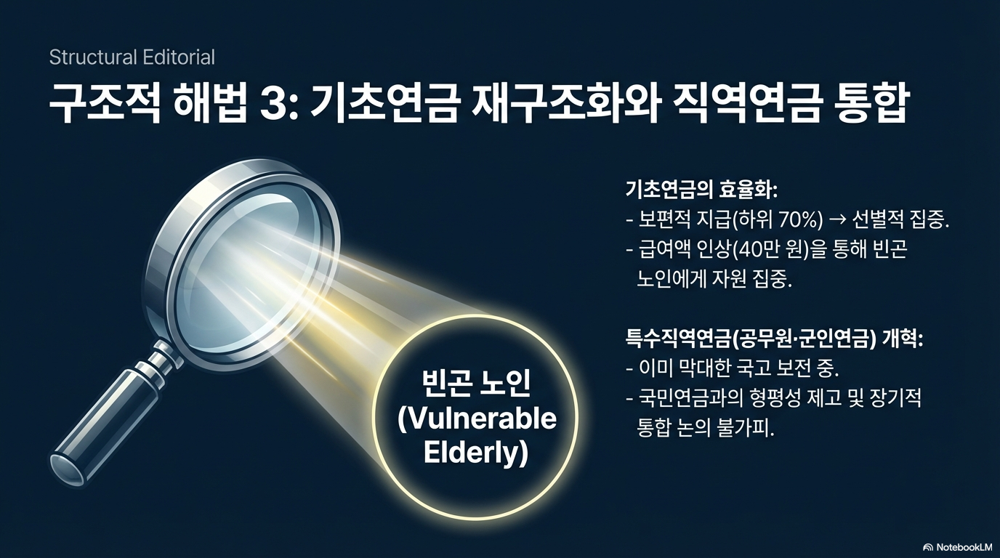 Structural Editorial
구조적 해법 3: 기초연금 재구조화와 직역연금 통합
기초연금의 효율화:
- 보편적 지급(하위 70%) → 선별적 집중.
- 급여액 인상(40만 원)을 통해 빈곤
노인에게 자원 집중.
특수직역연금(공무원·군인연금) 개혁:
- 이미 막대한 국고 보전 중.
- 국민연금과의 형평성 제고 및 장기적
통합 논의 불가피.
빈곤 노인
(Vulnerable
Elderly)
NotebookLM